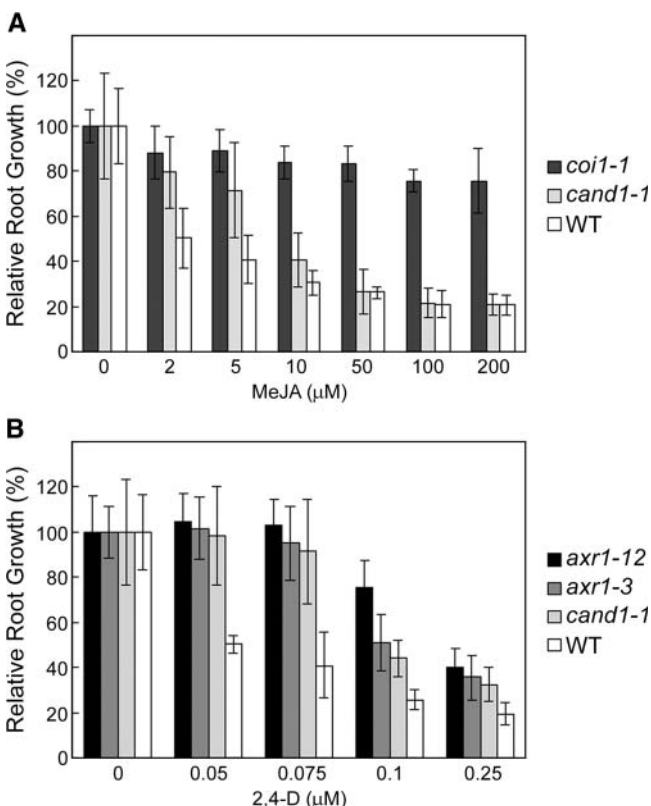 A
Relative Root Growth (%)
120
100
80
60
40
20
0
0 2 5 10 50 100 200
MeJA (μM)
coi1-1
cand1-1
WT
B
Relative Root Growth (%)
120
100
80
60
40
20
0
0 0.05 0.075 0.1 0.25
2.4-D (μM)
axr1-12
axr1-3
cand1-1
WT